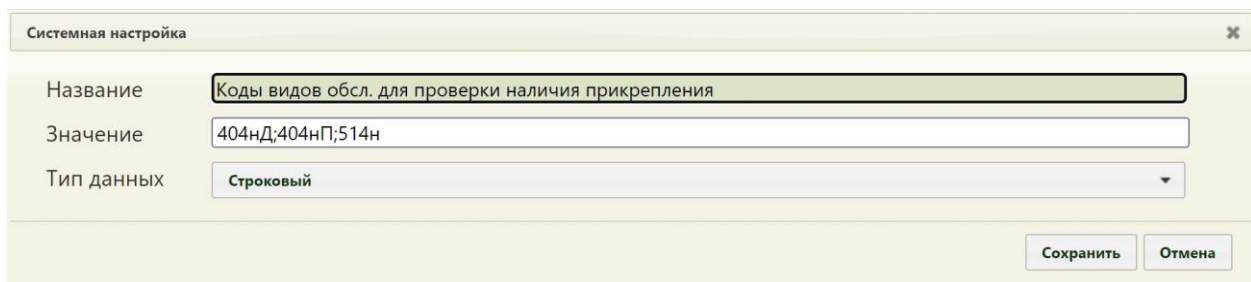 Системная настройка
Название Коды видов обсл. для проверки наличия прикрепления
Значение 404нД;404нП;514н
Тип данных Строковый
Сохранить Отмена